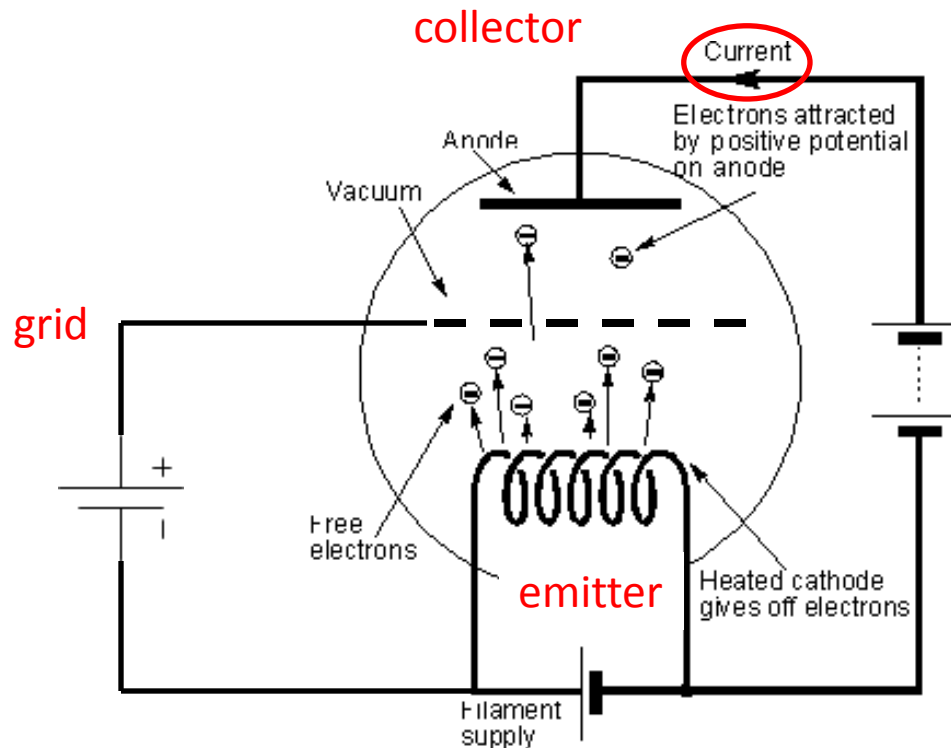 collector
Current
Electrons attracted
by positive potential
on anode
Anode
Vacuum
grid
+
–
Free
electrons
emitter
Heated cathode
gives off electrons
Filament
supply